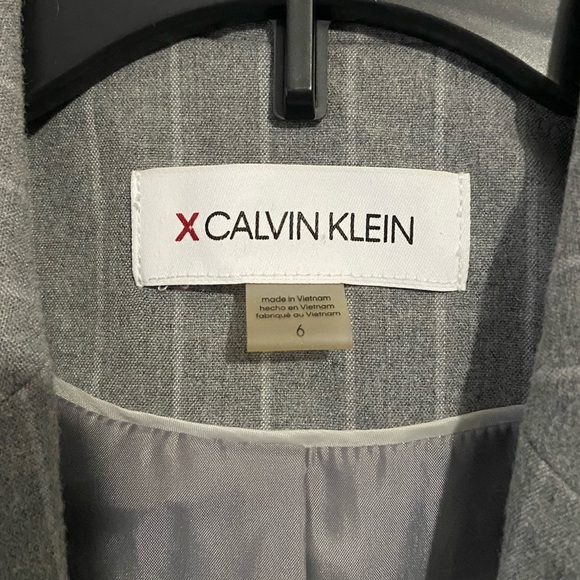 X CALVIN KLEIN
made in Vietnam
hecho en Vietnam
fabriqué au Vietnam
6